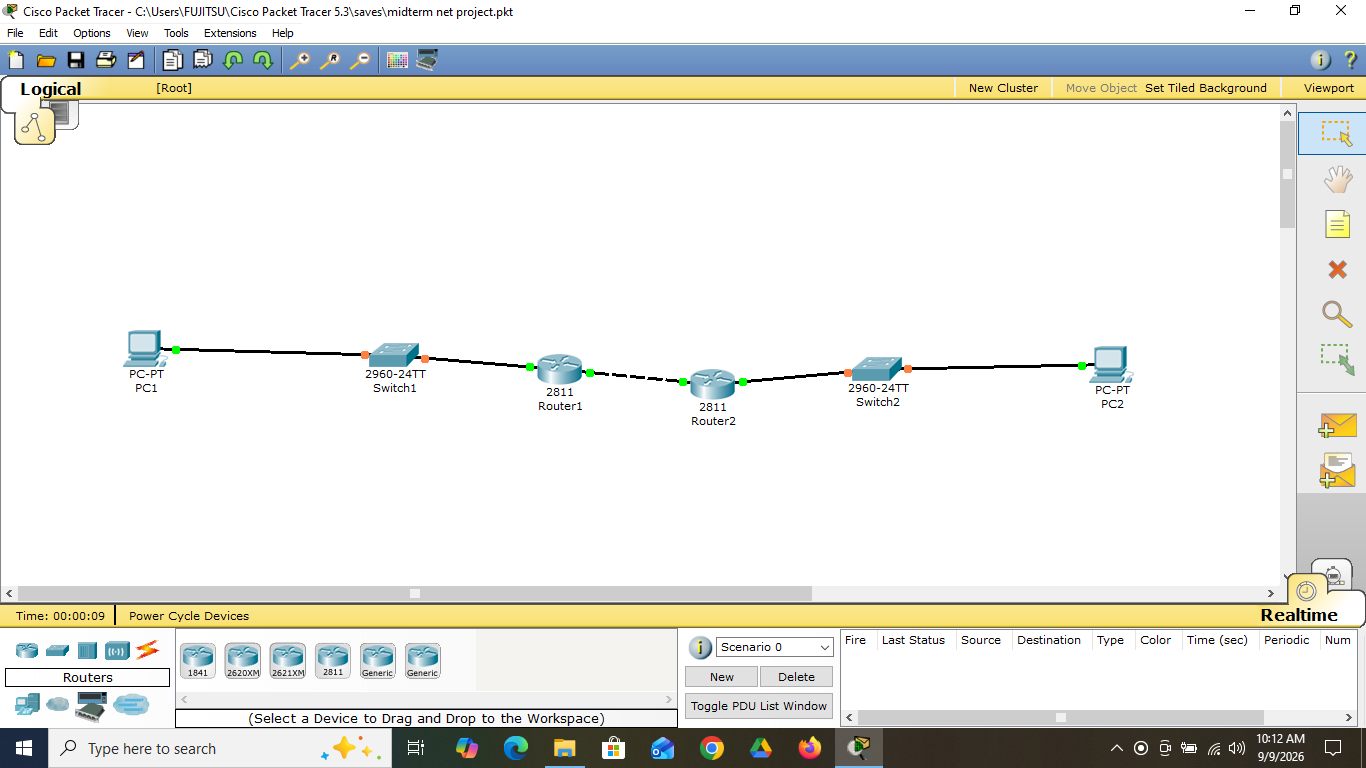 Cisco Packet Tracer - C:\Users\FUJITSU\Cisco Packet Tracer 5.3\saves\midterm net project.pkt
File Edit Options View Tools Extensions Help
Logical [Root] New Cluster Move Object Set Tiled Background Viewport
PC-PT
PC1
2960-24TT
Switch1
2811
Router1
2811
Router2
2960-24TT
Switch2
PC-PT
PC2
Time: 00:00:09 Power Cycle Devices Realtime
Routers
1841 2620XM 2621XM 2811 Generic Generic
(Select a Device to Drag and Drop to the Workspace)
Scenario 0
New Delete
Toggle PDU List Window
Fire Last Status Source Destination Type Color Time (sec) Periodic Num
Type here to search
10:12 AM
9/9/2026